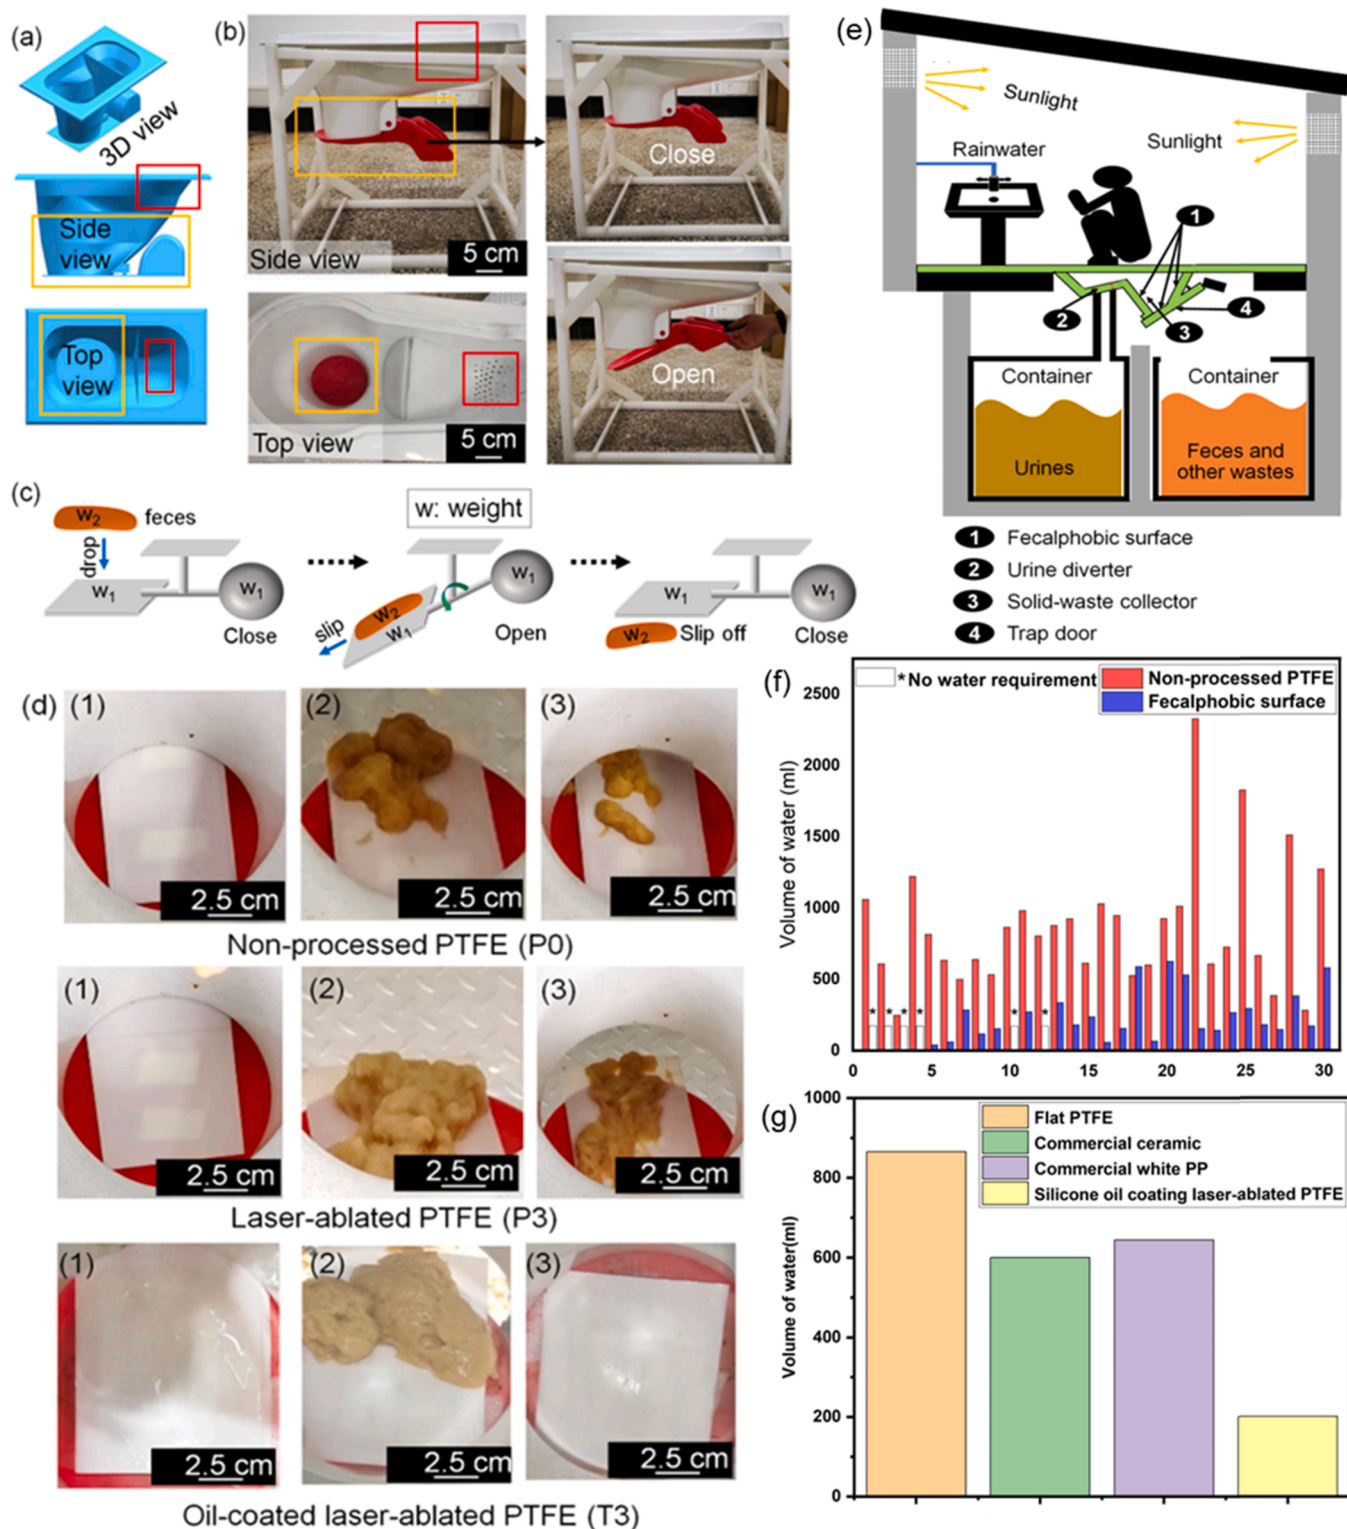 (a)
3D view
Side
view
Top
view
(b)
Side view
5 cm
Close
Top view
5 cm
Open
(c)
w: weight
w₂
feces
drop
w₁
w₁
Close
slip
w₂
w₁
w₁
Open
w₁
w₁
w₂
Slip off
Close
(d)
(1)
(2)
(3)
2.5 cm
2.5 cm
2.5 cm
Non-processed PTFE (P0)
(1)
(2)
(3)
2.5 cm
2.5 cm
2.5 cm
Laser-ablated PTFE (P3)
(1)
(2)
(3)
2.5 cm
2.5 cm
2.5 cm
Oil-coated laser-ablated PTFE (T3)
(e)
Sunlight
Sunlight
Rainwater
1
2
3
4
Container
Container
Urines
Feces and
other wastes
1 Fecalphobic surface
2 Urine diverter
3 Solid-waste collector
4 Trap door
(f)
*No water requirement
Non-processed PTFE
Fecalphobic surface
Volume of water (ml)
2500
2000
1500
1000
500
0
* * * * * *
0 5 10 15 20 25 30
(g)
Flat PTFE
Commercial ceramic
Commercial white PP
Silicone oil coating laser-ablated PTFE
Volume of water(ml)
1000
800
600
400
200
0